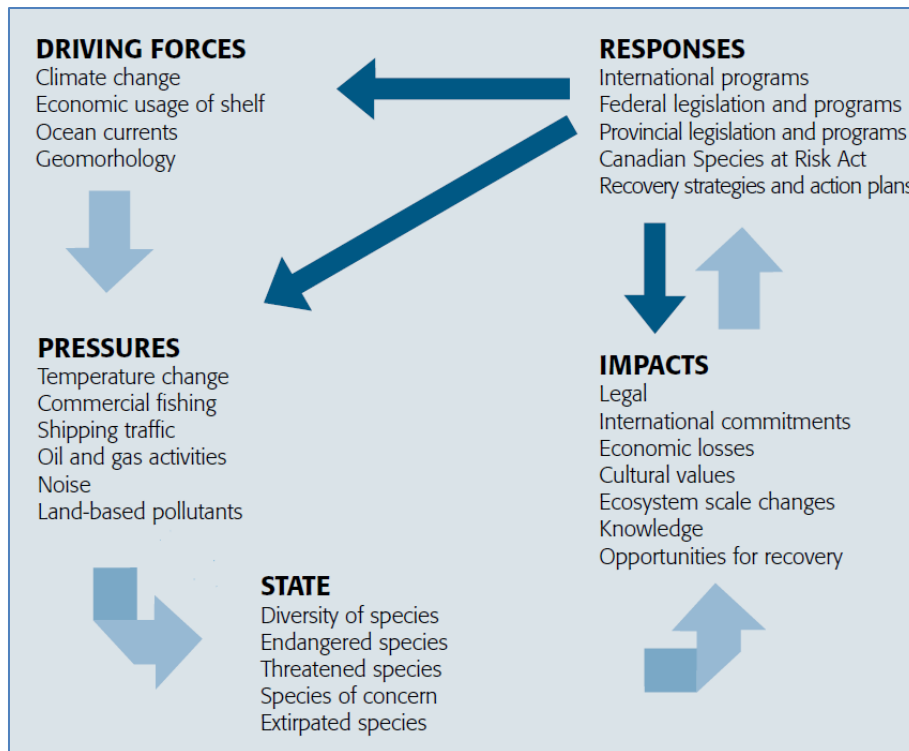 DRIVING FORCES
Climate change
Economic usage of shelf
Ocean currents
Geomorhology
RESPONSES
International programs
Federal legislation and programs
Provincial legislation and programs
Canadian Species at Risk Act
Recovery strategies and action plans
PRESSURES
Temperature change
Commercial fishing
Shipping traffic
Oil and gas activities
Noise
Land-based pollutants
IMPACTS
Legal
International commitments
Economic losses
Cultural values
Ecosystem scale changes
Knowledge
Opportunities for recovery
STATE
Diversity of species
Endangered species
Threatened species
Species of concern
Extirpated species